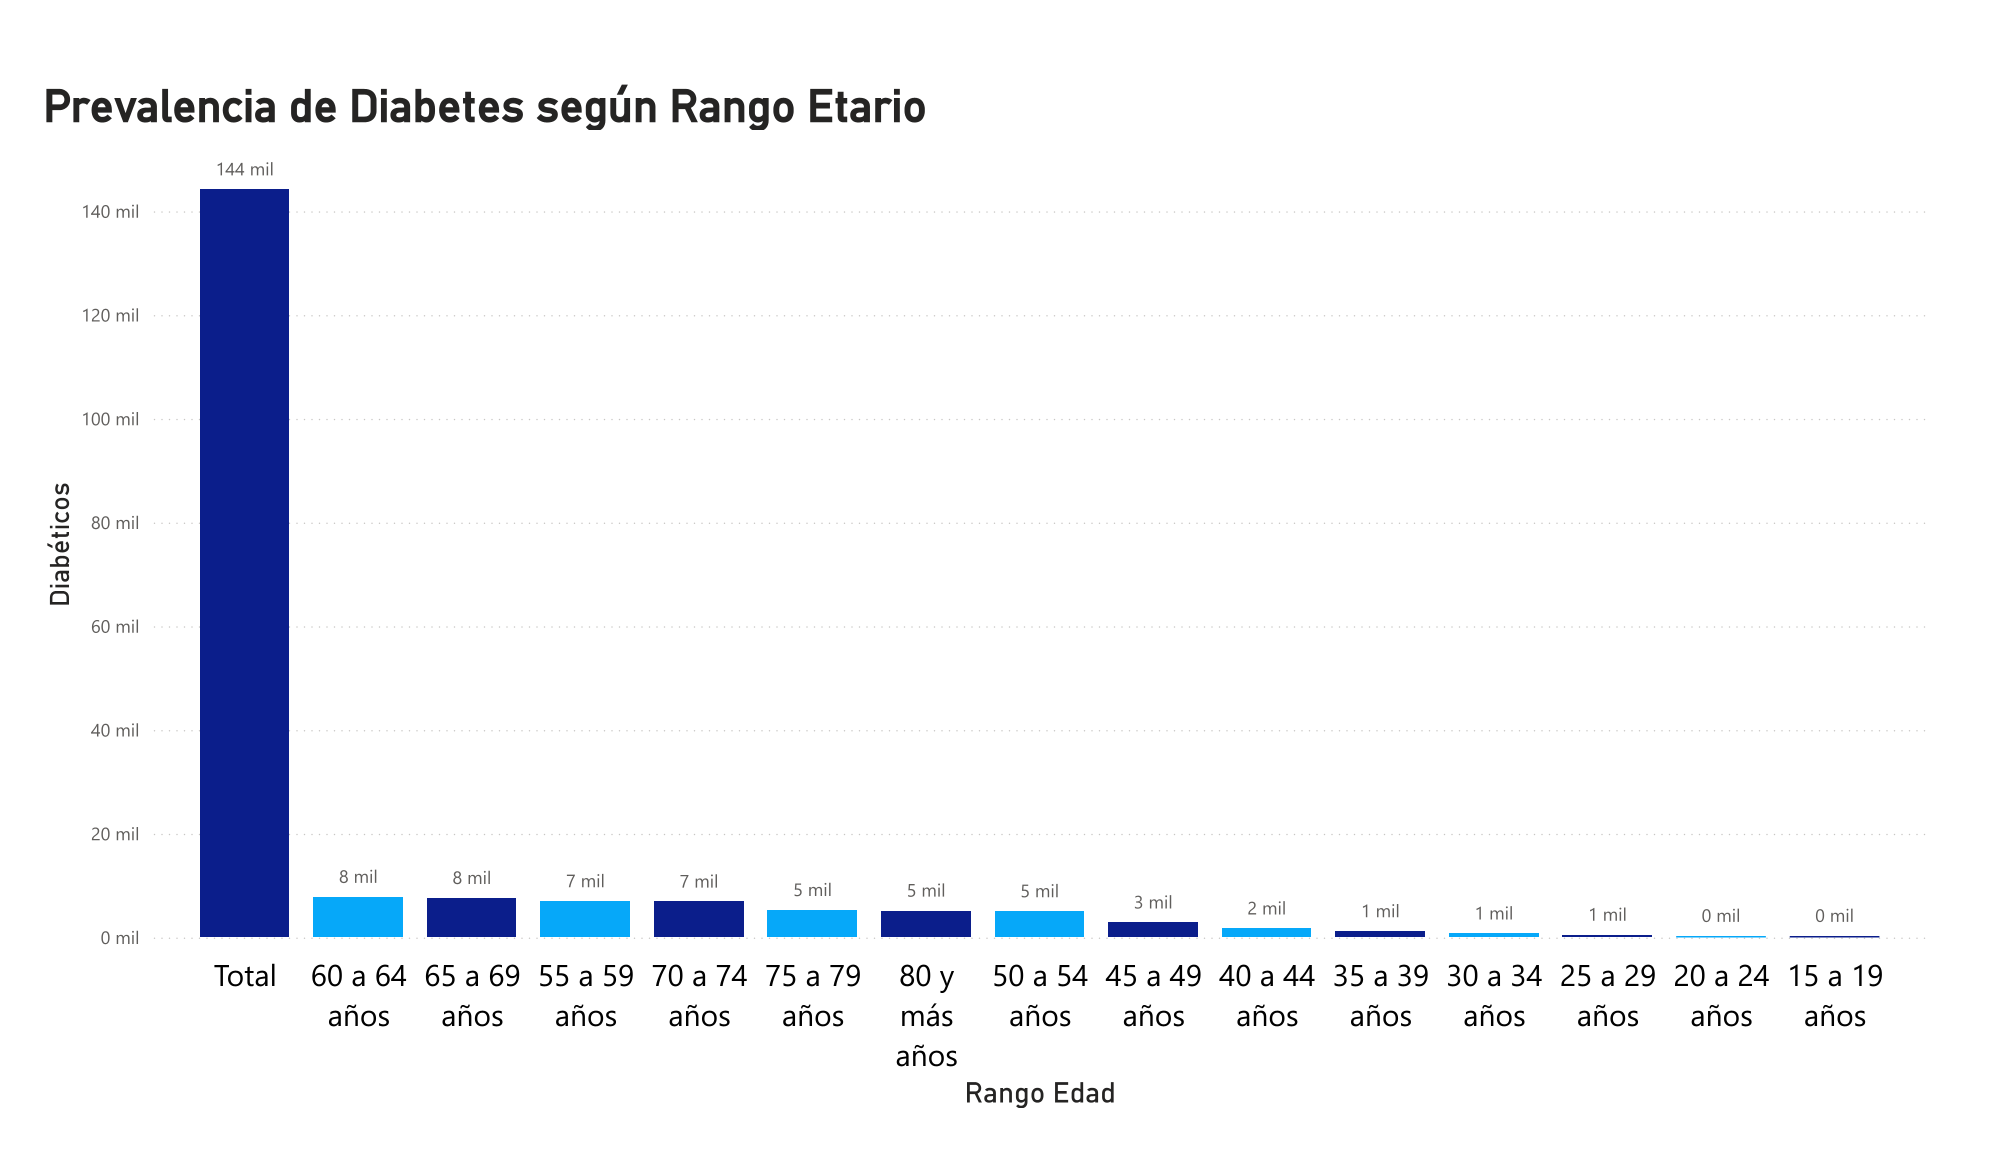 Prevalencia de Diabetes según Rango Etario
144 mil
140 mil
120 mil
100 mil
80 mil
60 mil
40 mil
20 mil
0 mil
Diabéticos
8 mil
8 mil
7 mil
7 mil
5 mil
5 mil
5 mil
3 mil
2 mil
1 mil
1 mil
1 mil
0 mil
0 mil
Total
60 a 64
años
65 a 69
años
55 a 59
años
70 a 74
años
75 a 79
años
80 y
más
años
50 a 54
años
45 a 49
años
40 a 44
años
35 a 39
años
30 a 34
años
25 a 29
años
20 a 24
años
15 a 19
años
Rango Edad